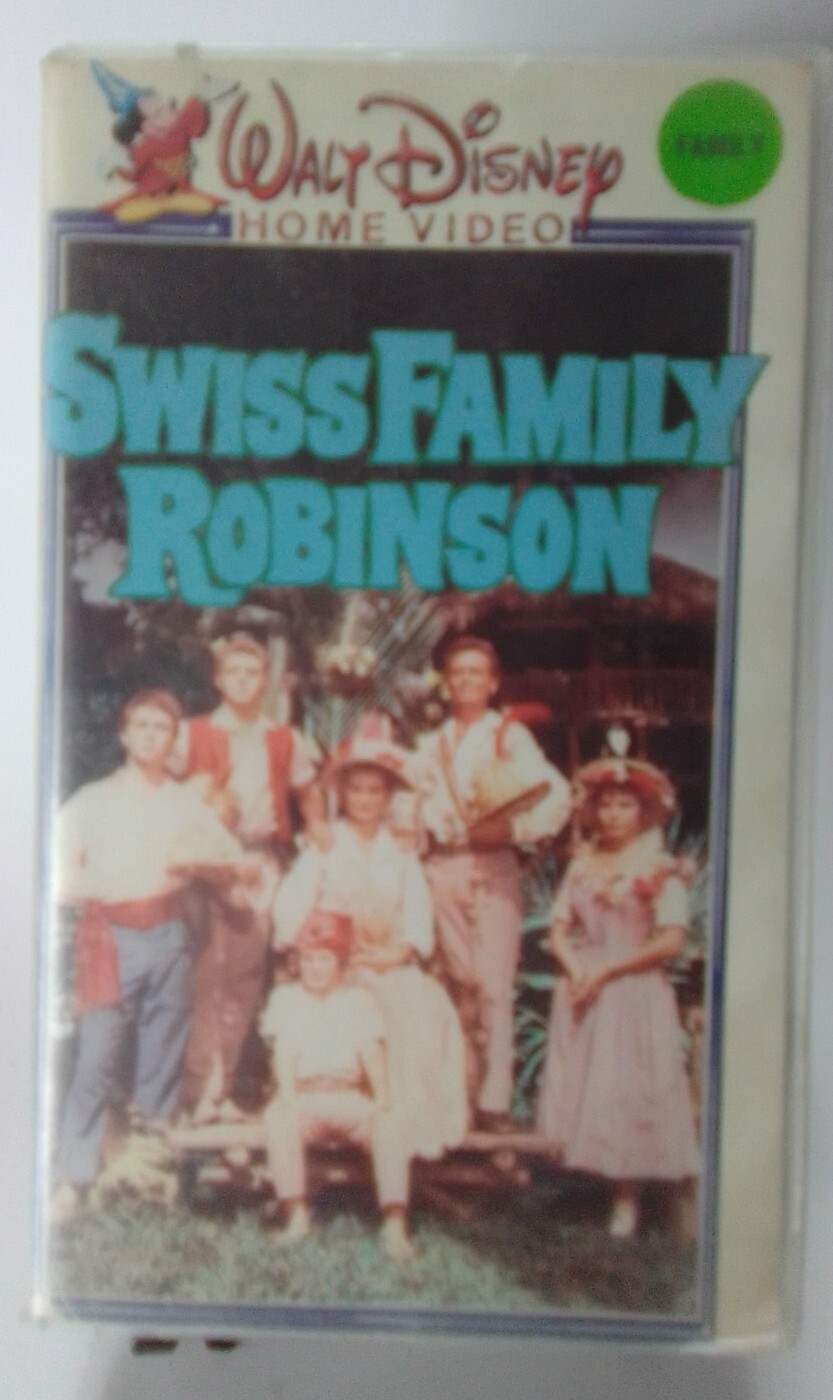 WALT DISNEY
HOME VIDEO
FAMILY
SWISS FAMILY
ROBINSON